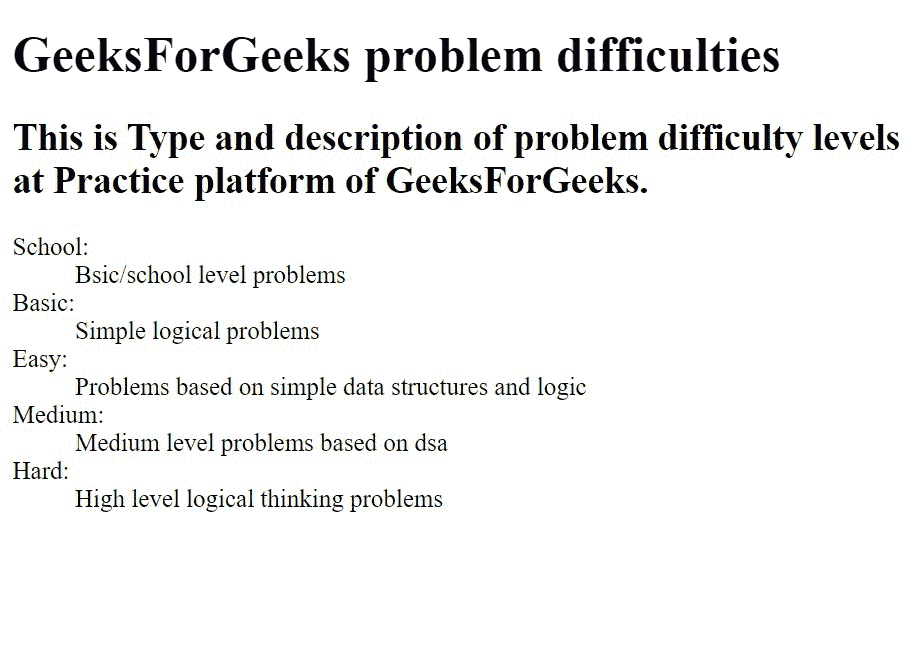 GeeksForGeeks problem difficulties
This is Type and description of problem difficulty levels
at Practice platform of GeeksForGeeks.
School:
Bsic/school level problems
Basic:
Simple logical problems
Easy:
Problems based on simple data structures and logic
Medium:
Medium level problems based on dsa
Hard:
High level logical thinking problems